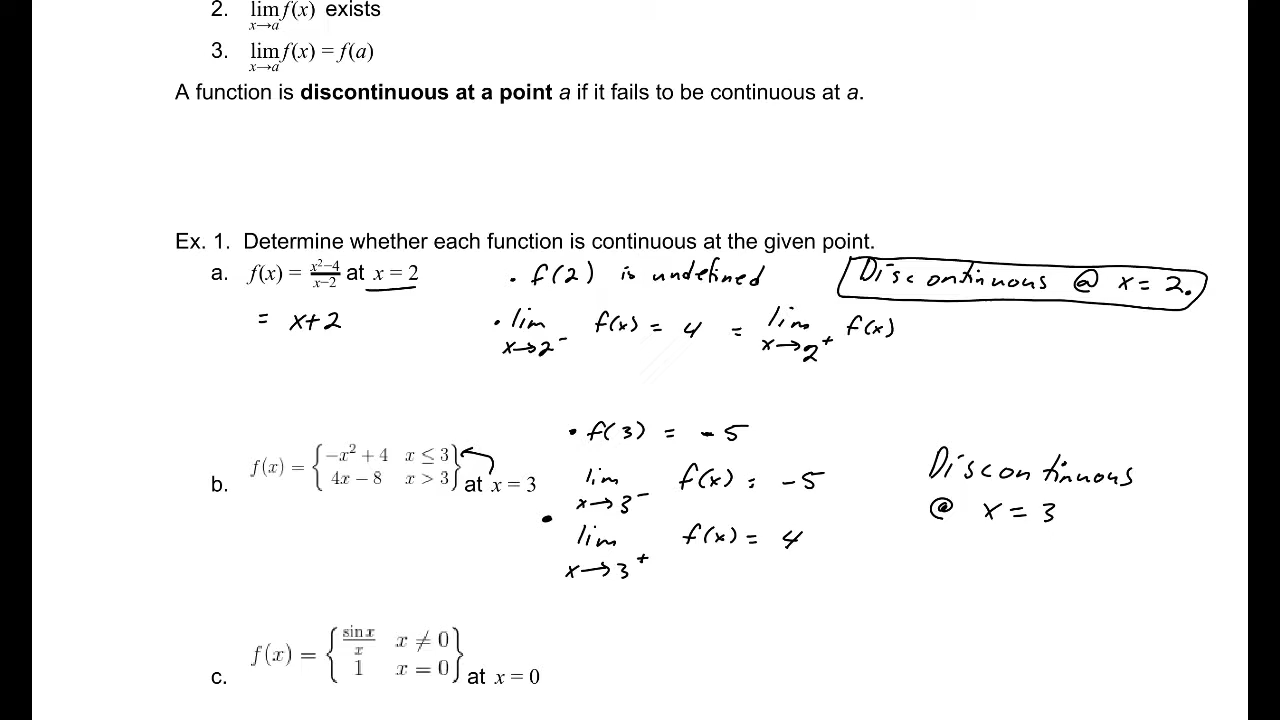 2. lim f(x) exists
x→a
3. lim f(x) = f(a)
x→a
A function is discontinuous at a point a if it fails to be continuous at a.
Ex. 1. Determine whether each function is continuous at the given point.
a. f(x) = x²–4/x–2 at x = 2
= x+2
• f(2) is undefined
Discontinuous @ x = 2.
• lim f(x) = 4 = lim f(x)
x→2⁻ x→2⁺
b. f(x) = { −x² + 4 x ≤ 3
4x − 8 x > 3 } at x = 3
• f(3) = -5
lim f(x) = -5
x→3⁻
• lim f(x) = 4
x→3⁺
Discontinuous
@ x = 3
c. f(x) = { sin x/x x ≠ 0
1 x = 0 } at x = 0